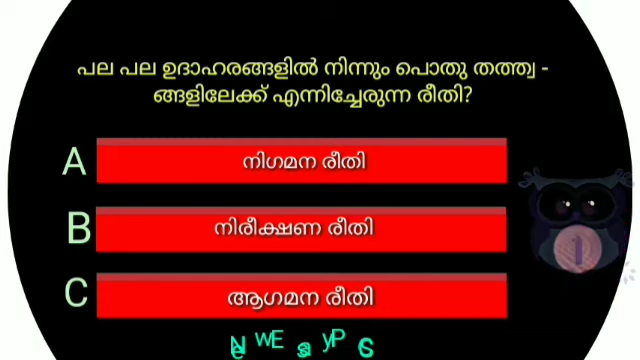 പല പല ഉദാഹരങ്ങളിൽ നിന്നും പൊതു തത്ത്വ -
ങ്ങളിലേക്ക് എന്നിച്ചേരുന്ന രീതി?
A നിഗമന രീതി
B നിരീക്ഷണ രീതി
C ആഗമന രീതി